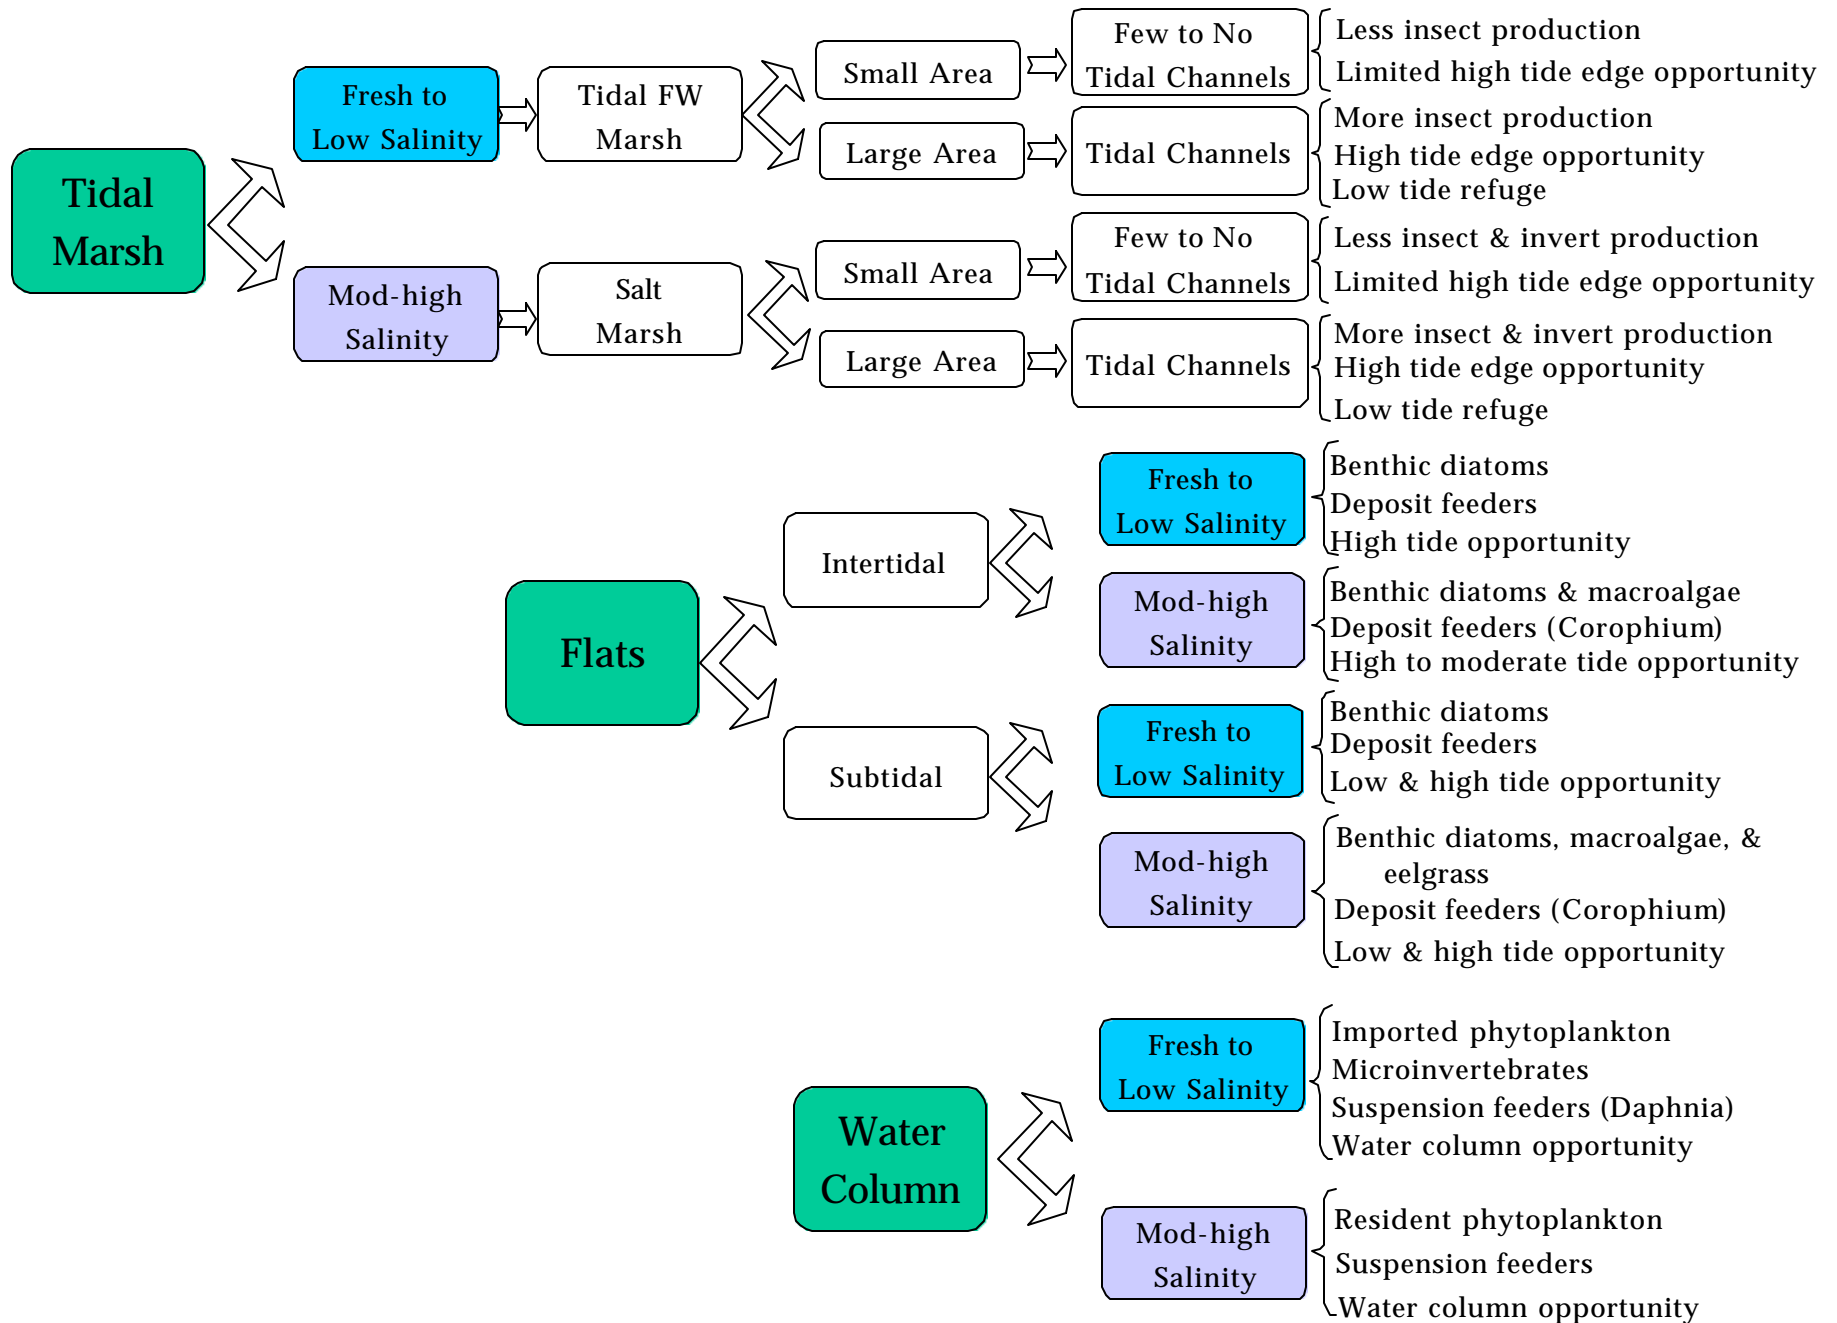 Tidal
Marsh
Fresh to
Low Salinity
Tidal FW
Marsh
Small Area
Few to No
Tidal Channels
Less insect production
Limited high tide edge opportunity
Large Area
Tidal Channels
More insect production
High tide edge opportunity
Low tide refuge
Mod-high
Salinity
Salt
Marsh
Small Area
Few to No
Tidal Channels
Less insect & invert production
Limited high tide edge opportunity
Large Area
Tidal Channels
More insect & invert production
High tide edge opportunity
Low tide refuge
Flats
Intertidal
Fresh to
Low Salinity
Benthic diatoms
Deposit feeders
High tide opportunity
Mod-high
Salinity
Benthic diatoms & macroalgae
Deposit feeders (Corophium)
High to moderate tide opportunity
Subtidal
Fresh to
Low Salinity
Benthic diatoms
Deposit feeders
Low & high tide opportunity
Mod-high
Salinity
Benthic diatoms, macroalgae, &
eelgrass
Deposit feeders (Corophium)
Low & high tide opportunity
Water
Column
Fresh to
Low Salinity
Imported phytoplankton
Microinvertebrates
Suspension feeders (Daphnia)
Water column opportunity
Mod-high
Salinity
Resident phytoplankton
Suspension feeders
Water column opportunity